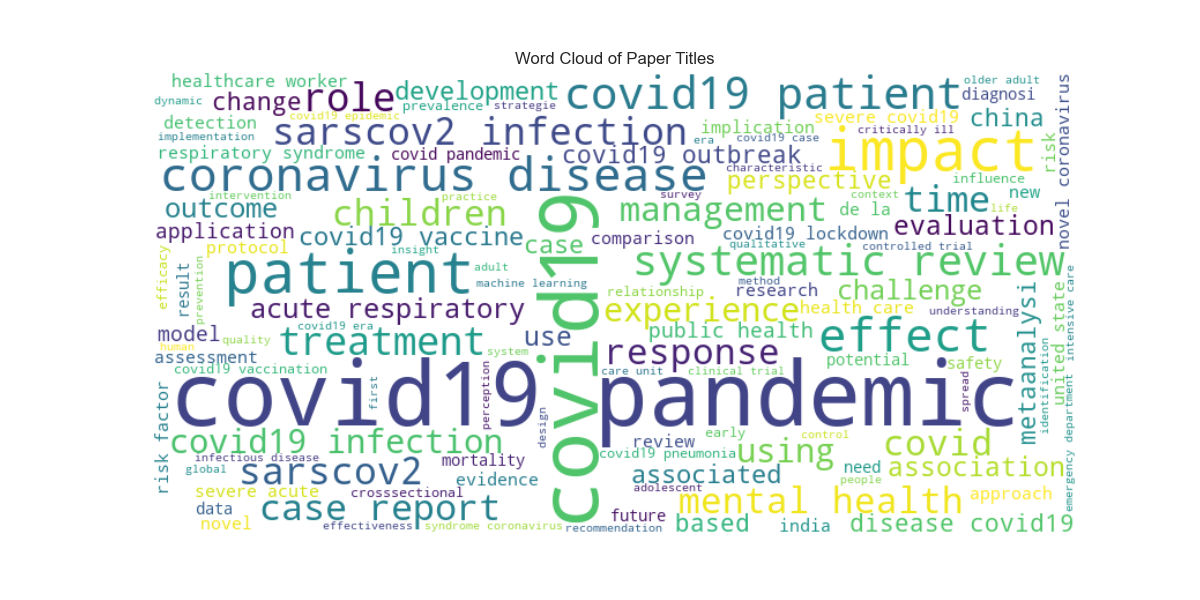 Word Cloud of Paper Titles
healthcare worker
older adult
dynamic
change
role
development
covid19 patient
diagnosi
prevalence
strategie
novel coronavirus
detection
covid19 epidemic
sarscov2 infection
implication
severe covid19
china
implementation
era
covid19 case
critically ill
impact
risk
respiratory syndrome
covid pandemic
covid19 outbreak
characteristic
coronavirus disease
perspective
influence
intervention
practice
survey
context
time
new
outcome
children
covid19
management
de la
life
application
covid19 vaccine
case
comparison
covid19 lockdown
evaluation
protocol
insight
qualitative
controlled trial
efficacy
result
prevention
patient
adult
machine learning
systematic review
method
relationship
research
challenge
acute respiratory
experience
health care
understanding
model
covid19 era
treatment
use
public health
effect
metaanalysi
united state
intensive care
human
quality
system
response
potential
safety
identification
assessment
covid19 vaccination
first
perception
care unit
clinical trial
spread
covid19 pandemic
risk factor
covid19 infection
design
review
early
control
covid
infectious disease
mortality
covid19 pneumonia
using
emergency department
global
sarscov2
evidence
associated
need
association
people
severe acute
crosssectional
adolescent
mental health
approach
data
case report
future
novel
effectiveness
syndrome coronavirus
recommendation
based
india
disease covid19